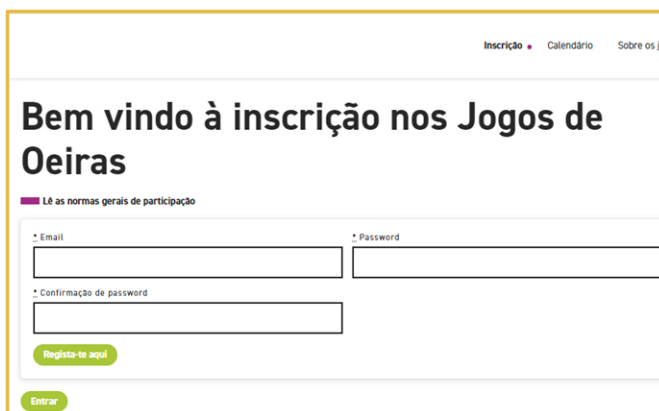 Inscrição Calendário Sobre os
Bem vindo à inscrição nos Jogos de
Oeiras
Lê as normas gerais de participação
* Email * Password
* Confirmação de password
Regista-te aqui
Entrar